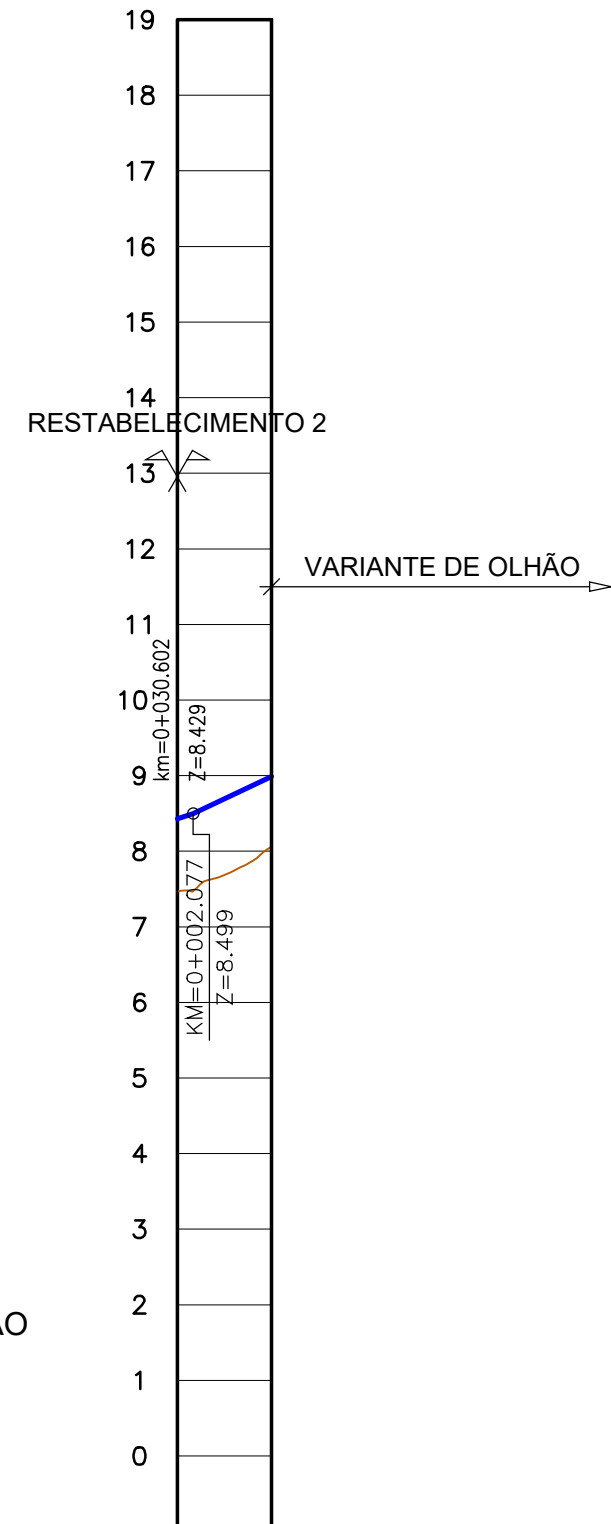 19
18
17
16
15
14
RESTABELECIMENTO 2
13
12
VARIANTE DE OLHÃO
11
km=0+030.602
Z=8.429
10
9
8
KM=0+002.077
Z=8.499
7
6
5
4
3
2
ÃO
1
0